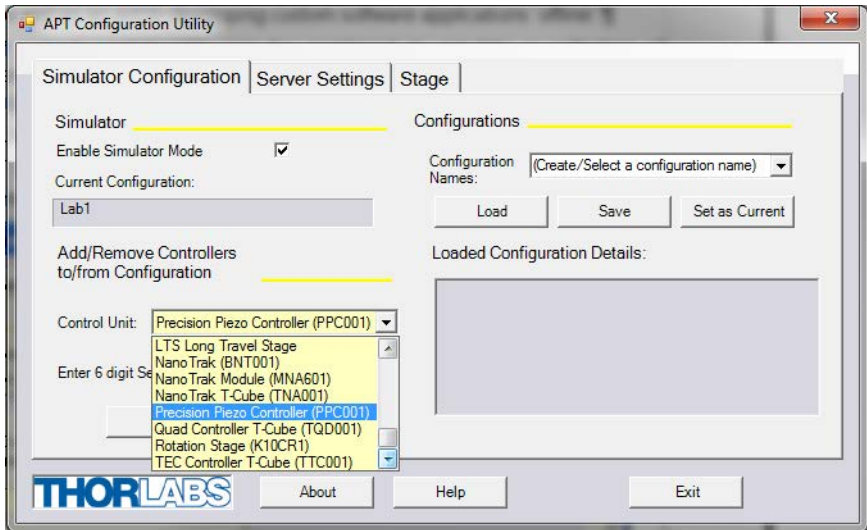 APT Configuration Utility
Simulator Configuration Server Settings Stage
Simulator
Enable Simulator Mode
Current Configuration:
Lab1
Add/Remove Controllers
to/from Configuration
Control Unit: Precision Piezo Controller (PPC001)
LTS Long Travel Stage
NanoTrak (BNT001)
NanoTrak Module (MNA601)
NanoTrak T-Cube (TNA001)
Precision Piezo Controller (PPC001)
Quad Controller T-Cube (TQD001)
Rotation Stage (K10CR1)
TEC Controller T-Cube (TTC001)
Enter 6 digit Se
Configurations
Configuration
Names:
(Create/Select a configuration name)
Load Save Set as Current
Loaded Configuration Details:
THORLABS About Help Exit